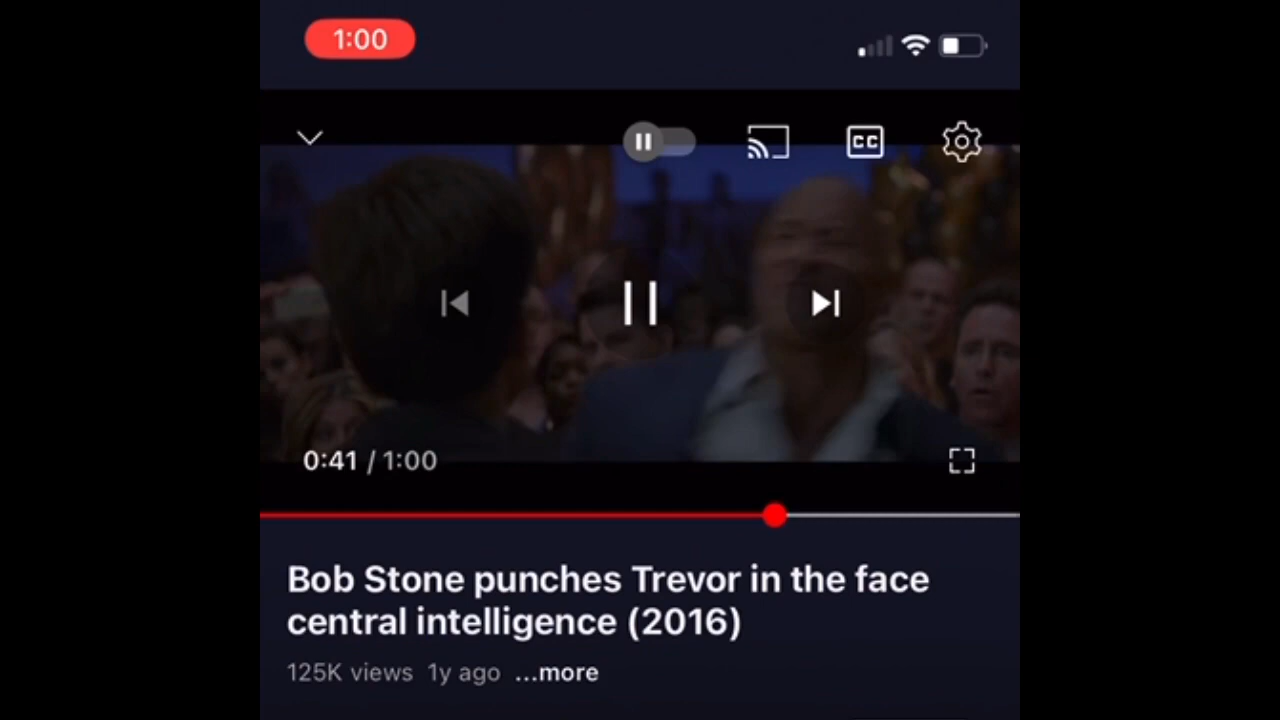 1:00
CC
0:41 / 1:00
Bob Stone punches Trevor in the face
central intelligence (2016)
125K views 1y ago ...more